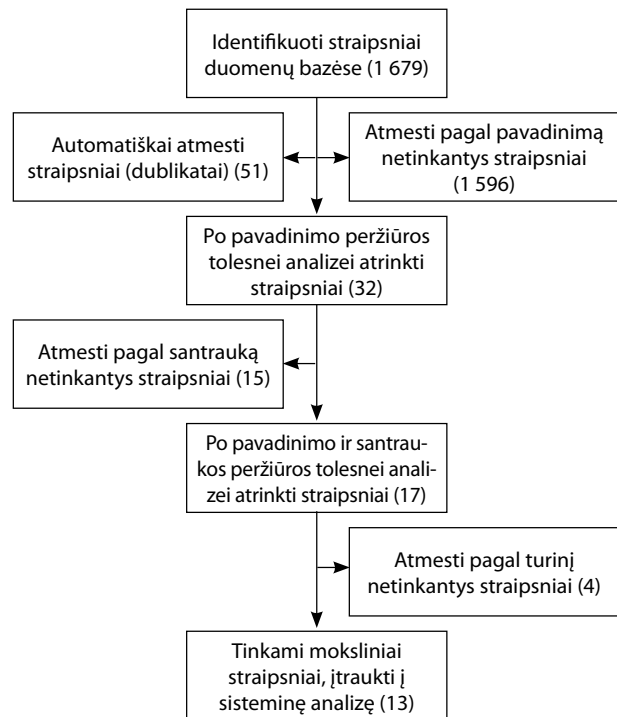 Identifikuoti straipsniai
duomenų bazėse (1 679)
Automatiškai atmesti
straipsniai (dublikatai) (51)
Atmesti pagal pavadinimą
netinkantys straipsniai
(1 596)
Po pavadinimo peržiūros
tolesnei analizei atrinkti
straipsniai (32)
Atmesti pagal santrauką
netinkantys straipsniai (15)
Po pavadinimo ir santrau-
kos peržiūros tolesnei anali-
zei atrinkti straipsniai (17)
Atmesti pagal turinį
netinkantys straipsniai (4)
Tinkami moksliniai
straipsniai, įtraukti į
sisteminę analizę (13)